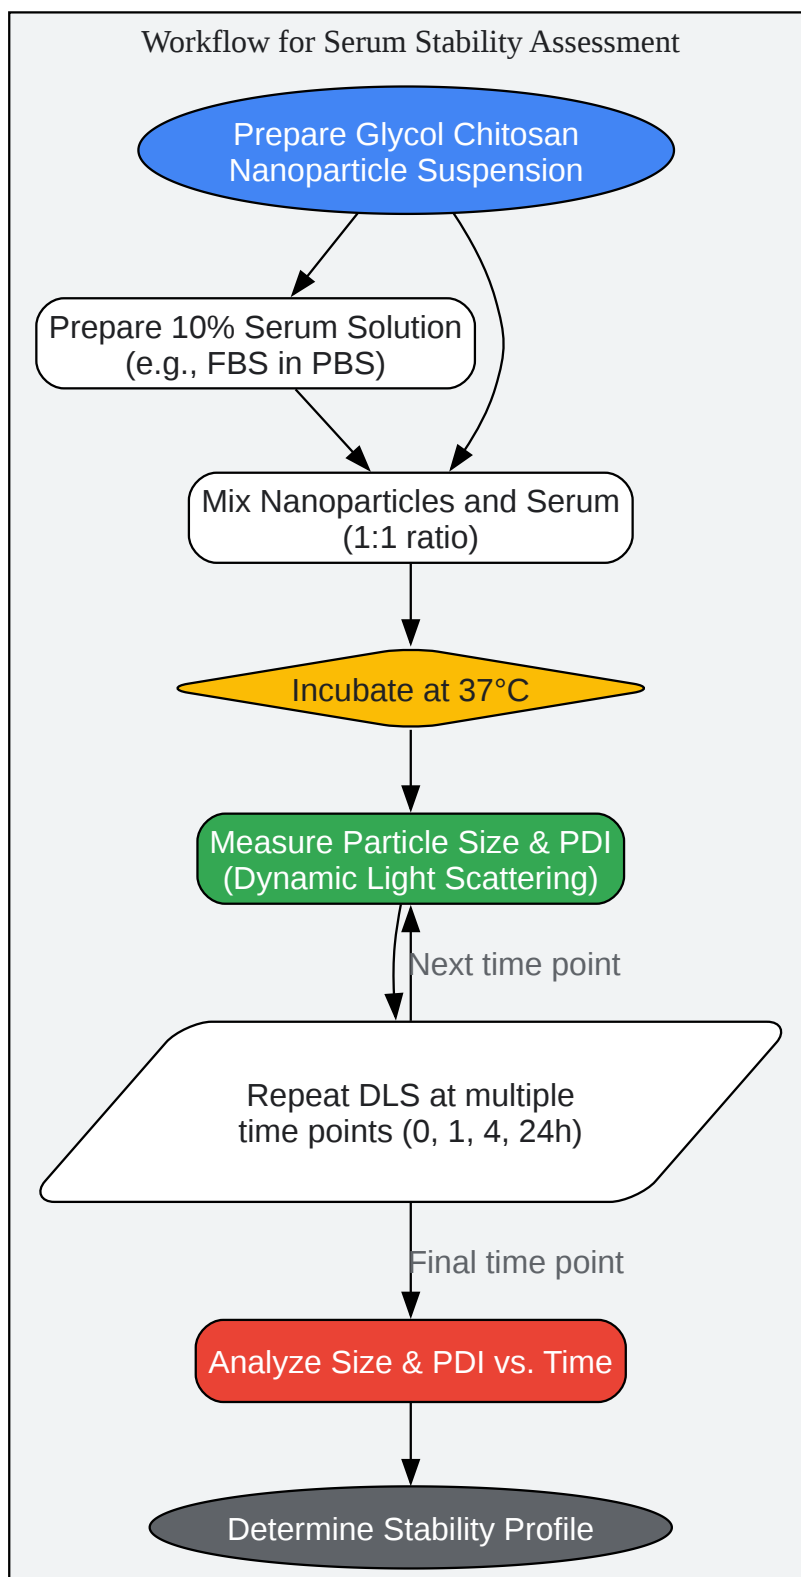 Workflow for Serum Stability Assessment
Prepare Glycol Chitosan
Nanoparticle Suspension
Prepare 10% Serum Solution
(e.g., FBS in PBS)
Mix Nanoparticles and Serum
(1:1 ratio)
Incubate at 37°C
Measure Particle Size & PDI
(Dynamic Light Scattering)
Next time point
Repeat DLS at multiple
time points (0, 1, 4, 24h)
Final time point
Analyze Size & PDI vs. Time
Determine Stability Profile